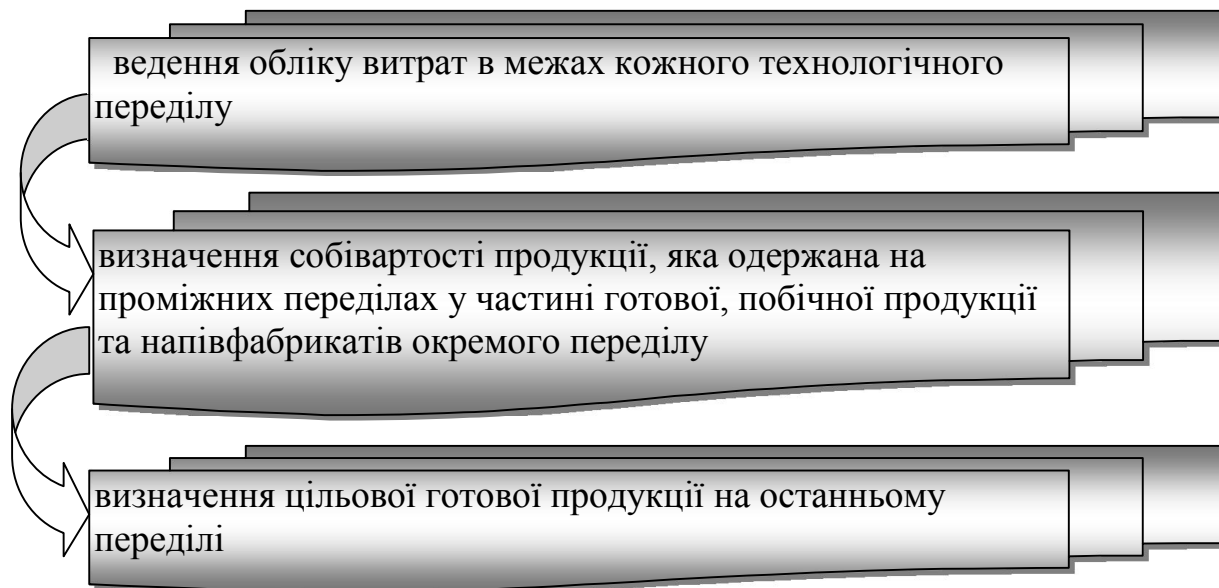 ведення обліку витрат в межах кожного технологічного
переділу
визначення собівартості продукції, яка одержана на
проміжних переділах у частині готової, побічної продукції
та напівфабрикатів окремого переділу
визначення цільової готової продукції на останньому
переділі